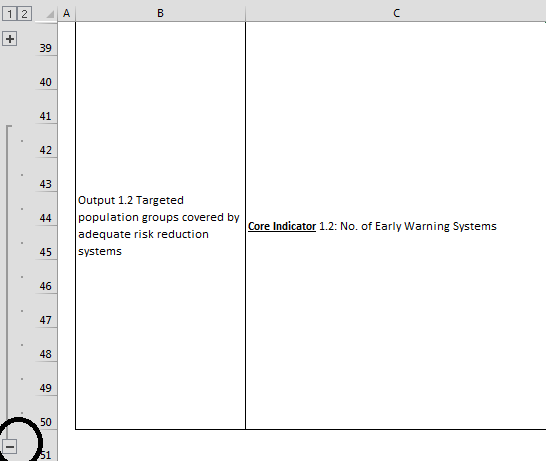 1 2 A B C
39
40
41
42
43
44
45
46
47
48
49
50
51
Output 1.2 Targeted
population groups covered by
adequate risk reduction
systems
Core Indicator 1.2: No. of Early Warning Systems